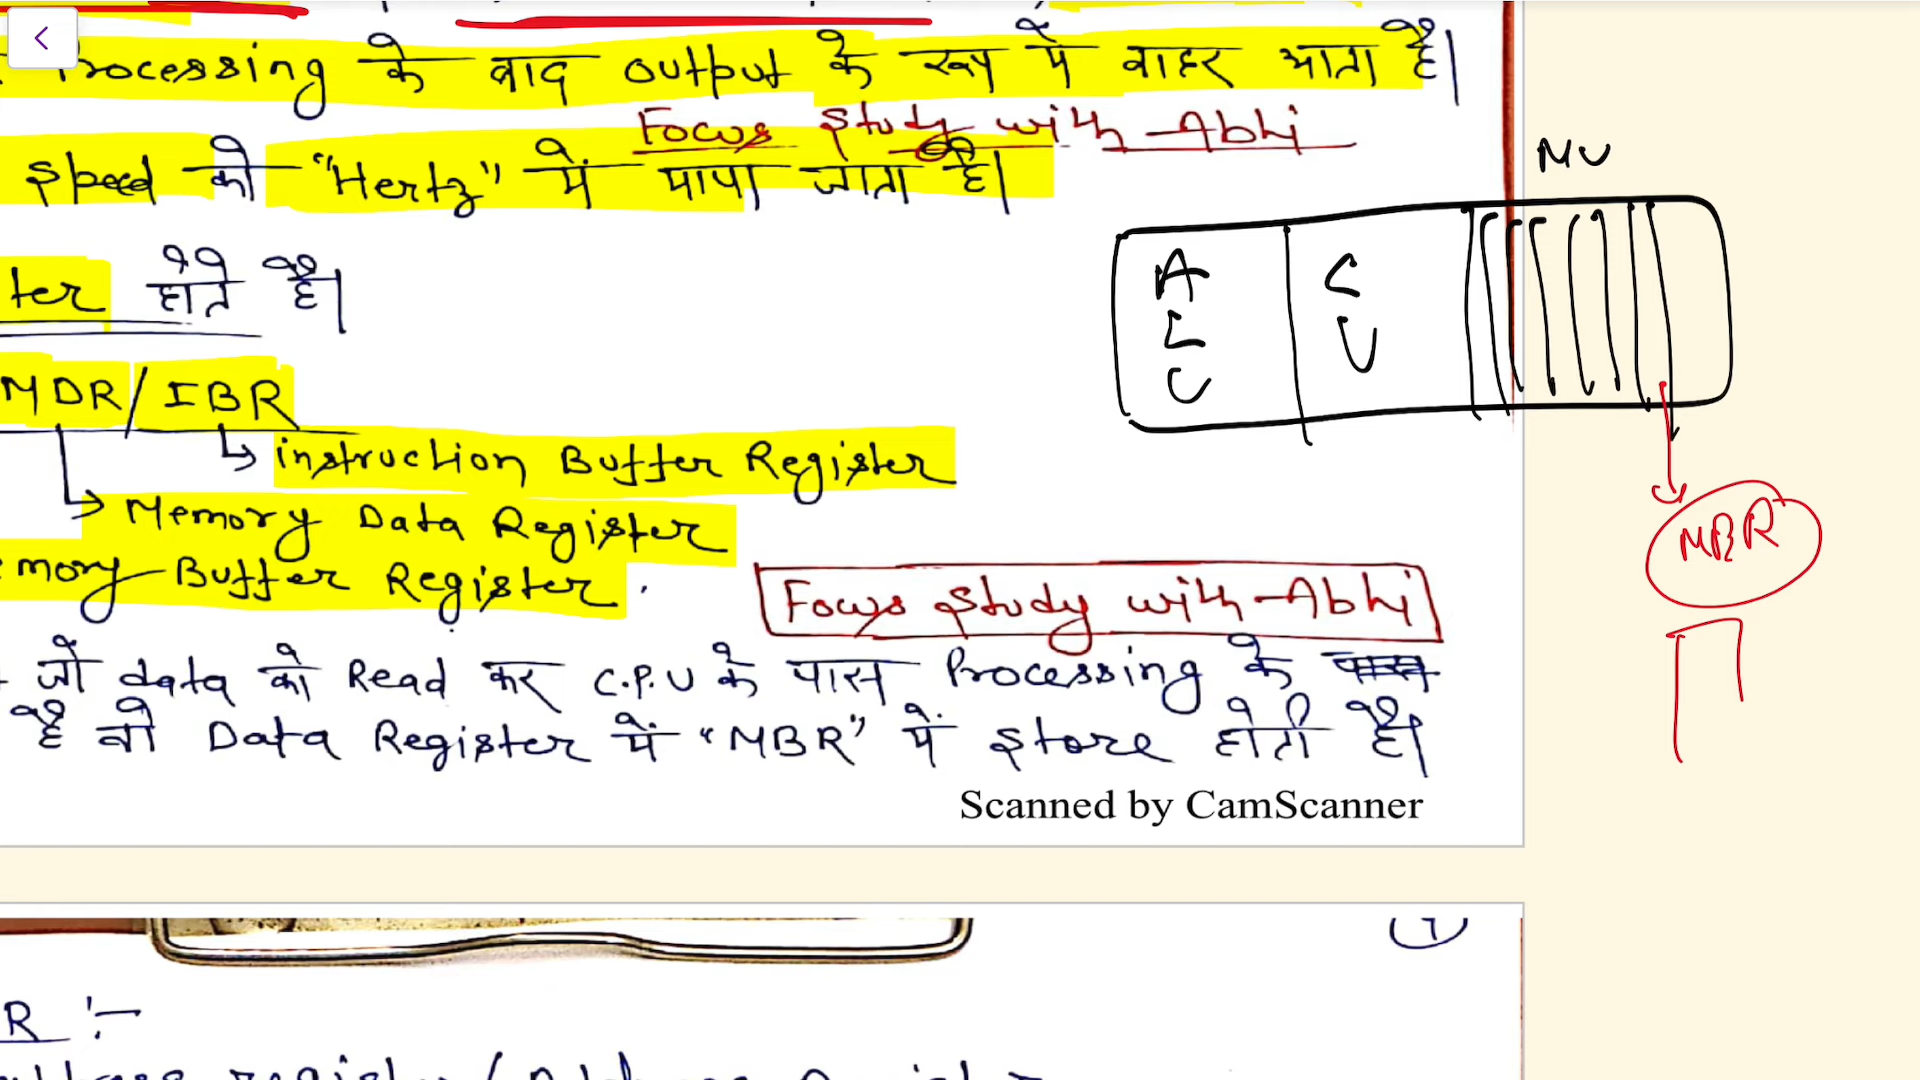 Processing के बाद output के रूप में बाहर आता है।
Focus Study with Abhi
speed को "Hertz" में मापा जाता है।
MU
A
L
U
C
U
ter होते है।
MDR / IBR
↳ instruction Buffer Register
↳ Memory Data Register
mory Buffer Register.
MBR
Focus Study with Abhi
जो data को Read कर C.P.U के पास Processing के
है वो Data Register में "MBR" में store होती है।
Scanned by CamScanner
R :-